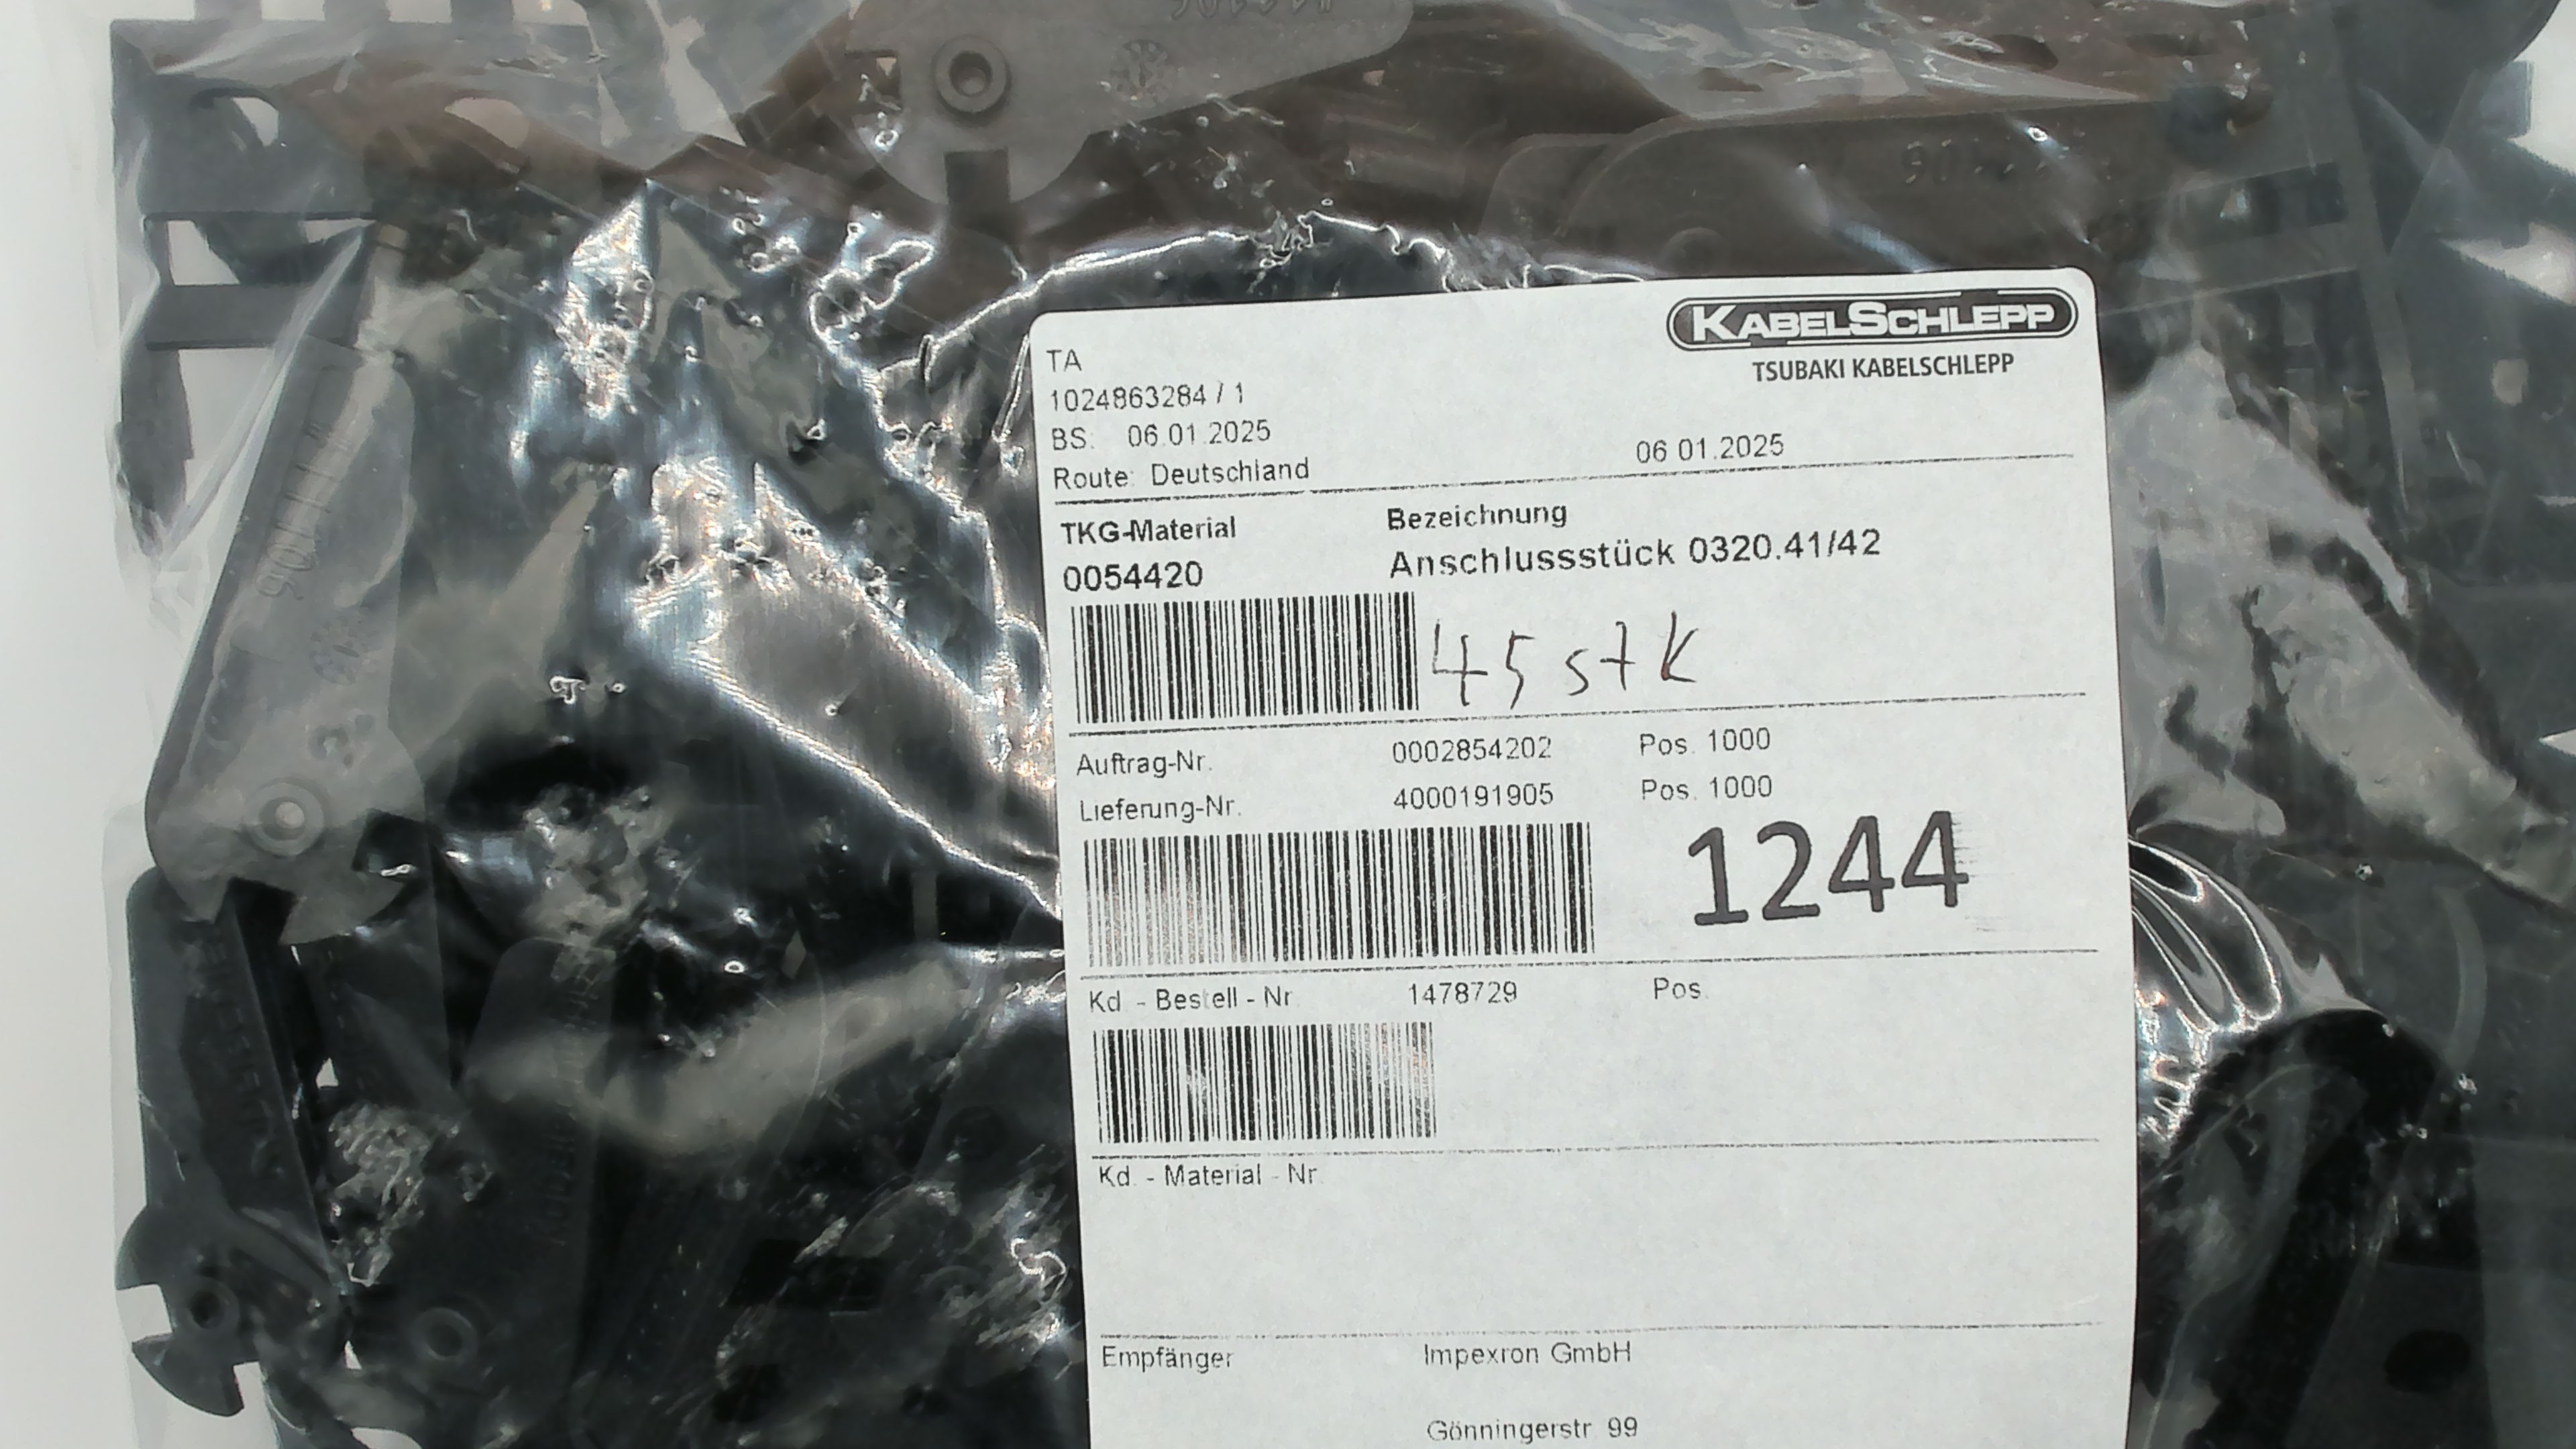 KABELSCHLEPP
TSUBAKI KABELSCHLEPP
TA
1024863284 / 1
BS: 06.01.2025
06.01.2025
Route: Deutschland
TKG-Material Bezeichnung
0054420 Anschlussstück 0320.41/42
45 stk
Auftrag-Nr. 0002854202 Pos. 1000
Lieferung-Nr. 4000191905 Pos. 1000
1244
Kd. - Bestell - Nr. 1478729 Pos.
Kd. - Material - Nr.
Empfänger Impexron GmbH
Gönningerstr. 99